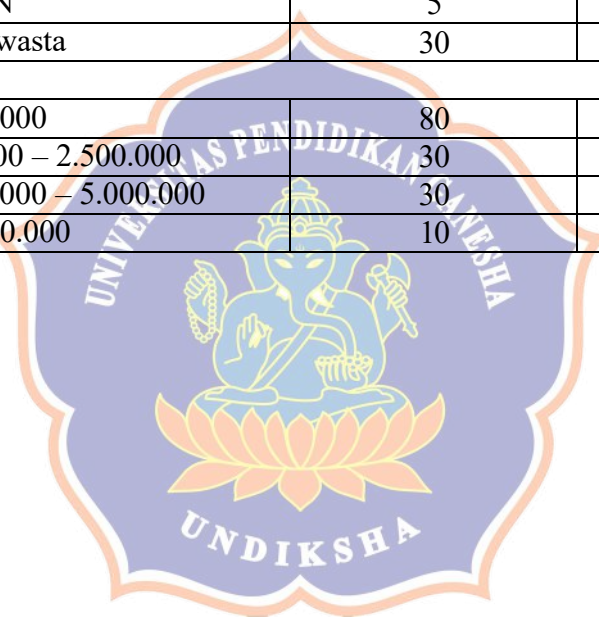 N 5
wasta 30
000 80
00 – 2.500.000 30
000 – 5.000.000 30
0.000 10
UNIVERSITAS PENDIDIKAN GANESHA
UNDIKSHA